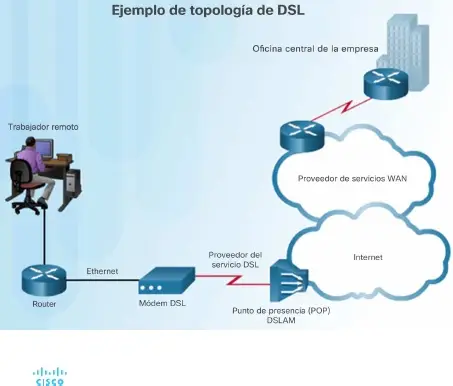 Ejemplo de topología de DSL
Oficina central de la empresa
Trabajador remoto
Proveedor de servicios WAN
Proveedor del
servicio DSL
Internet
Ethernet
Router
Módem DSL
Punto de presencia (POP)
DSLAM
CISCO